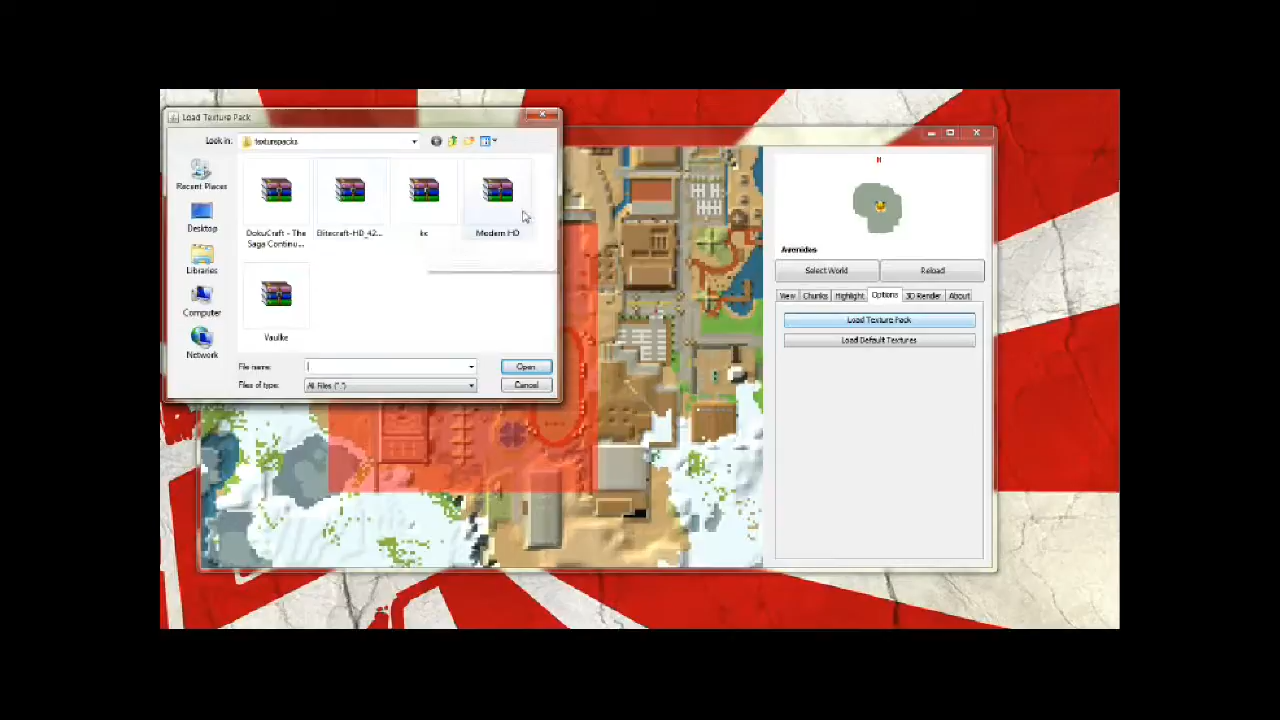 Load Texture Pack
Look in:
texturepacks
Recent Places
Desktop
Libraries
Computer
Network
DokuCraft - The
Saga Continu...
Elitecraft-HD_42...
Modern HD
Vaulke
File name:
Open
Files of type:
All Files (*.*)
Cancel
N
Select World
Reload
View
Chunks
Highlight
Options
3D Render
About
Load Texture Pack
Load Default Textures